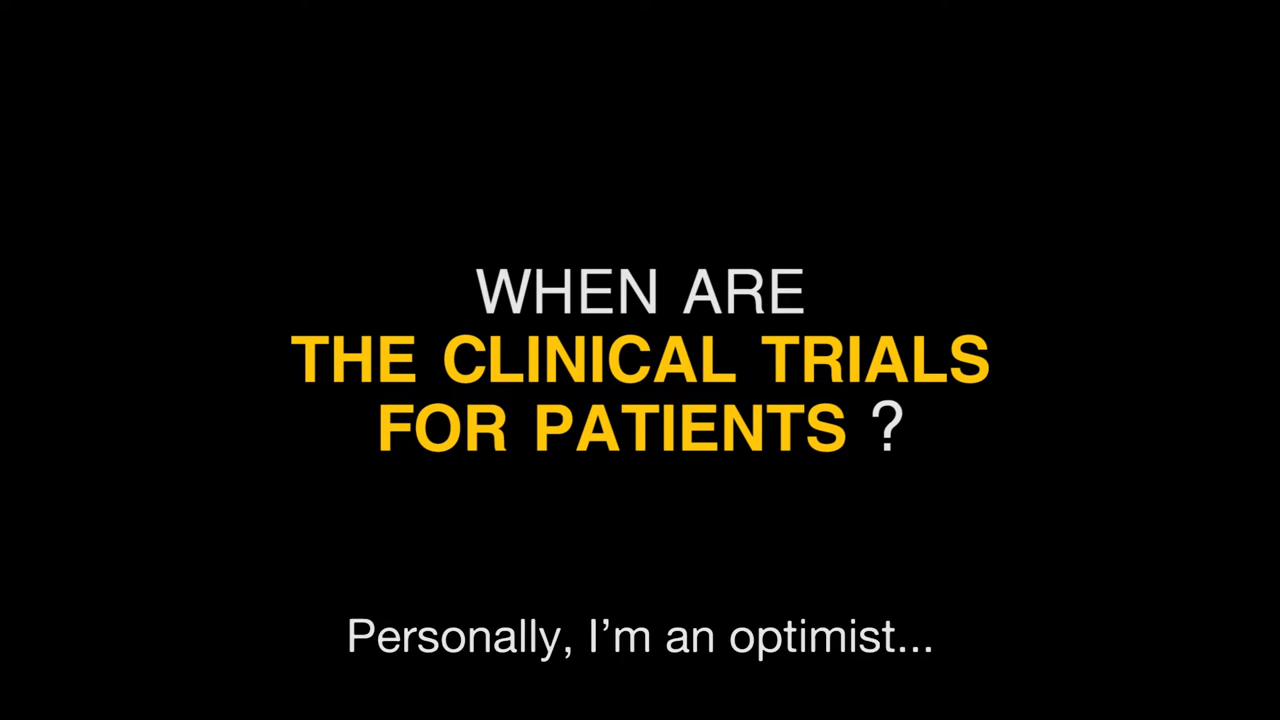 WHEN ARE
THE CLINICAL TRIALS
FOR PATIENTS ?
Personally, I’m an optimist...